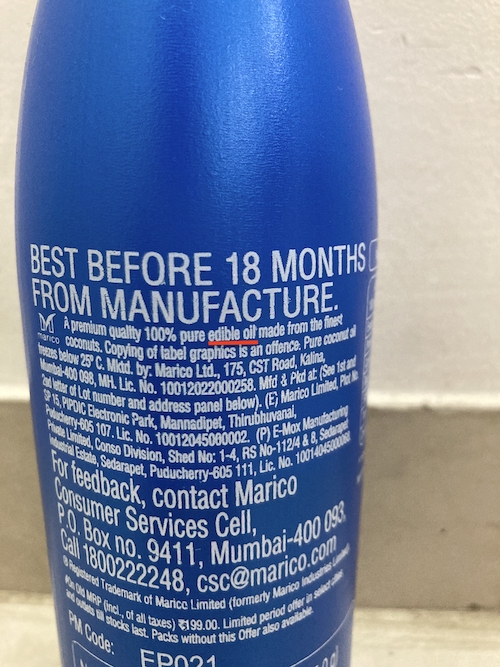 BEST BEFORE 18 MONTHS
FROM MANUFACTURE.
marico A premium quality 100% pure edible oil made from the finest
coconuts. Copying of label graphics is an offence. Pure coconut oil
freezes below 25° C. Mktd. by: Marico Ltd., 175, CST Road, Kalina,
Mumbai-400 098, MH. Lic. No. 10012022000258. Mfd & Pkd at: (See 1st and
2nd letter of Lot number and address panel below). (E) Marico Limited, Plot No.
SP 15, PIPDIC Electronic Park, Mannadipet, Thirubhuvanai,
Puducherry-605 107. Lic. No. 10012045000002. (P) E-Mox Manufacturing
Private Limited, Conso Division, Shed No: 1-4, RS No-112/4 & 8, Sedarapet
Industrial Estate, Sedarapet, Puducherry-605 111, Lic. No.
For feedback, contact Marico
Consumer Services Cell,
P.O. Box no. 9411, Mumbai-400 093,
Call 1800222248, csc@marico.com
Registered Trademark of Marico Limited (formerly Marico Industries Limited)
Old MRP (incl., of all taxes) ₹199.00. Limited period offer in select cities
and outlets till stocks last. Packs without this Offer also available.
PM Code: EP021